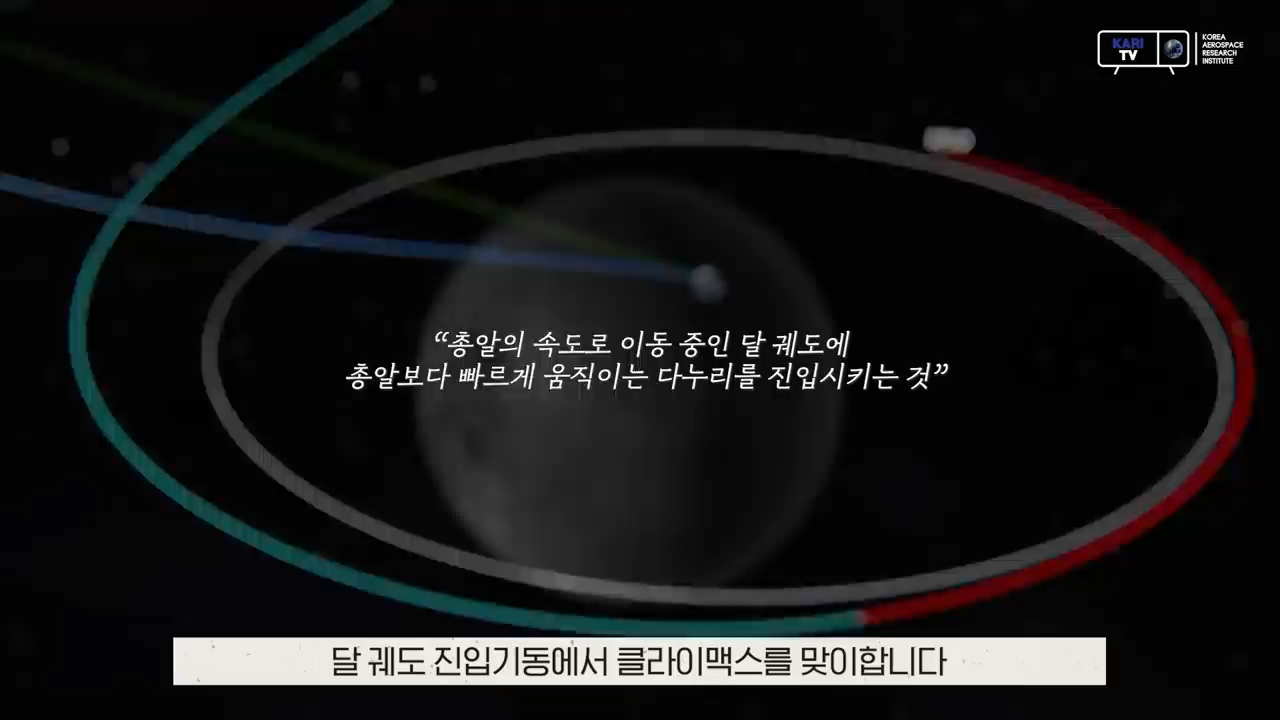 KARI
TV
KOREA
AEROSPACE
RESEARCH
INSTITUTE
“총알의 속도로 이동 중인 달 궤도에
총알보다 빠르게 움직이는 다누리를 진입시키는 것”
달 궤도 진입기동에서 클라이맥스를 맞이합니다